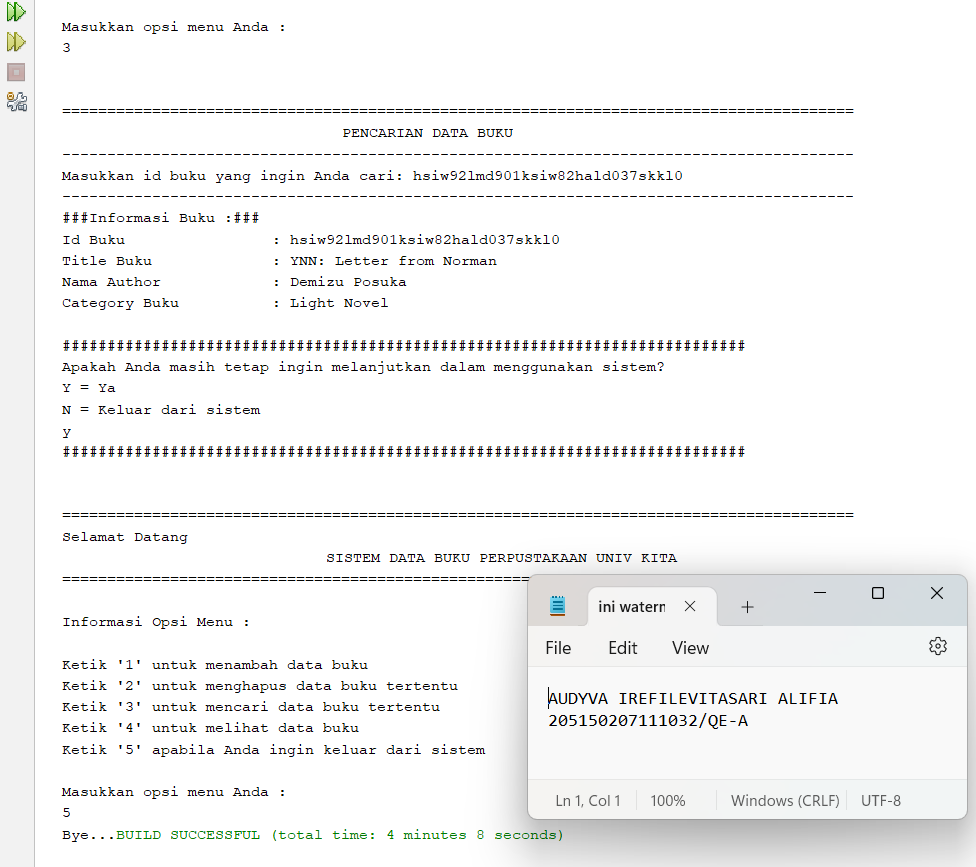 Masukkan opsi menu Anda :
3
========================================================================================
PENCARIAN DATA BUKU
----------------------------------------------------------------------------------------
Masukkan id buku yang ingin Anda cari: hsiw92lmd901ksiw82hald037skkl0
----------------------------------------------------------------------------------------
###Informasi Buku :###
Id Buku : hsiw92lmd901ksiw82hald037skkl0
Title Buku : YNN: Letter from Norman
Nama Author : Demizu Posuka
Category Buku : Light Novel
############################################################################
Apakah Anda masih tetap ingin melanjutkan dalam menggunakan sistem?
Y = Ya
N = Keluar dari sistem
y
############################################################################
========================================================================================
Selamat Datang
SISTEM DATA BUKU PERPUSTAKAAN UNIV KITA
====================================================
Informasi Opsi Menu :
Ketik '1' untuk menambah data buku
Ketik '2' untuk menghapus data buku tertentu
Ketik '3' untuk mencari data buku tertentu
Ketik '4' untuk melihat data buku
Ketik '5' apabila Anda ingin keluar dari sistem
Masukkan opsi menu Anda :
5
Bye...BUILD SUCCESSFUL (total time: 4 minutes 8 seconds)
ini waterm
File Edit View
AUDYVA IREFILEVITASARI ALIFIA
205150207111032/QE-A
Ln 1, Col 1 100% Windows (CRLF) UTF-8